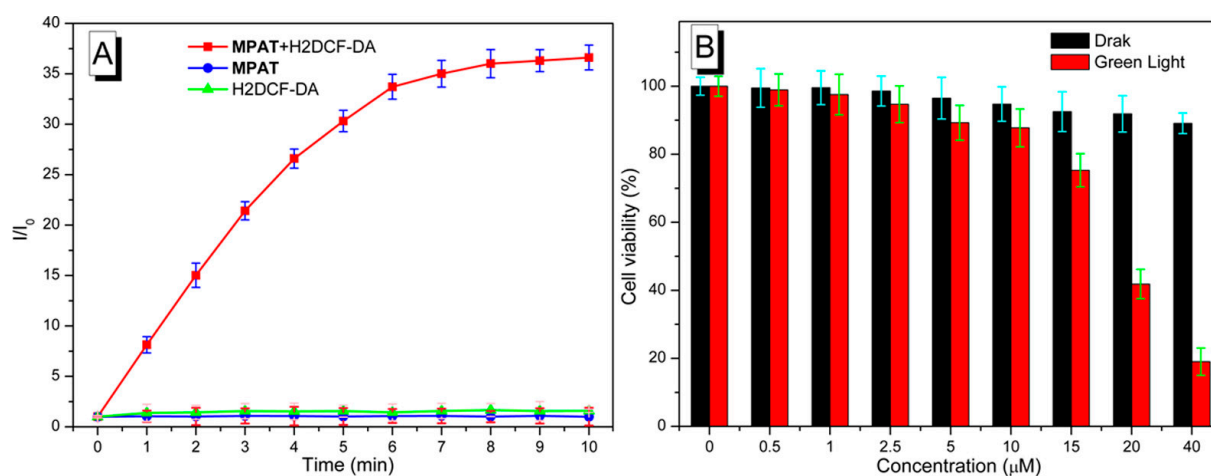 A
MPAT+H2DCF-DA
MPAT
H2DCF-DA
40
35
30
25
20
15
10
5
0
I/I0
0 1 2 3 4 5 6 7 8 9 10
Time (min)
B
Drak
Green Light
100
80
60
40
20
0
Cell viability (%)
0 0.5 1 2.5 5 10 15 20 40
Concentration (μM)